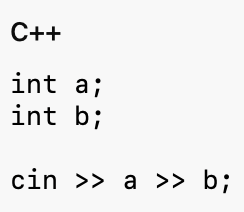 C++
int a;
int b;
cin >> a >> b;